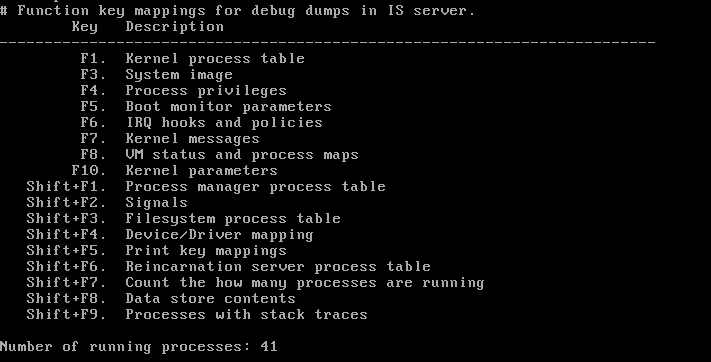 # Function key mappings for debug dumps in IS server.
Key Description
-------------------------------------------------------------------------
F1. Kernel process table
F3. System image
F4. Process privileges
F5. Boot monitor parameters
F6. IRQ hooks and policies
F7. Kernel messages
F8. VM status and process maps
F10. Kernel parameters
Shift+F1. Process manager process table
Shift+F2. Signals
Shift+F3. Filesystem process table
Shift+F4. Device/Driver mapping
Shift+F5. Print key mappings
Shift+F6. Reincarnation server process table
Shift+F7. Count the how many processes are running
Shift+F8. Data store contents
Shift+F9. Processes with stack traces
Number of running processes: 41